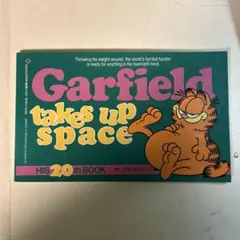 Throwing his weight around, the world's funniest funster
is ready for anything in his twentieth book.
Garfield
takes up
space
HIS 20th BOOK